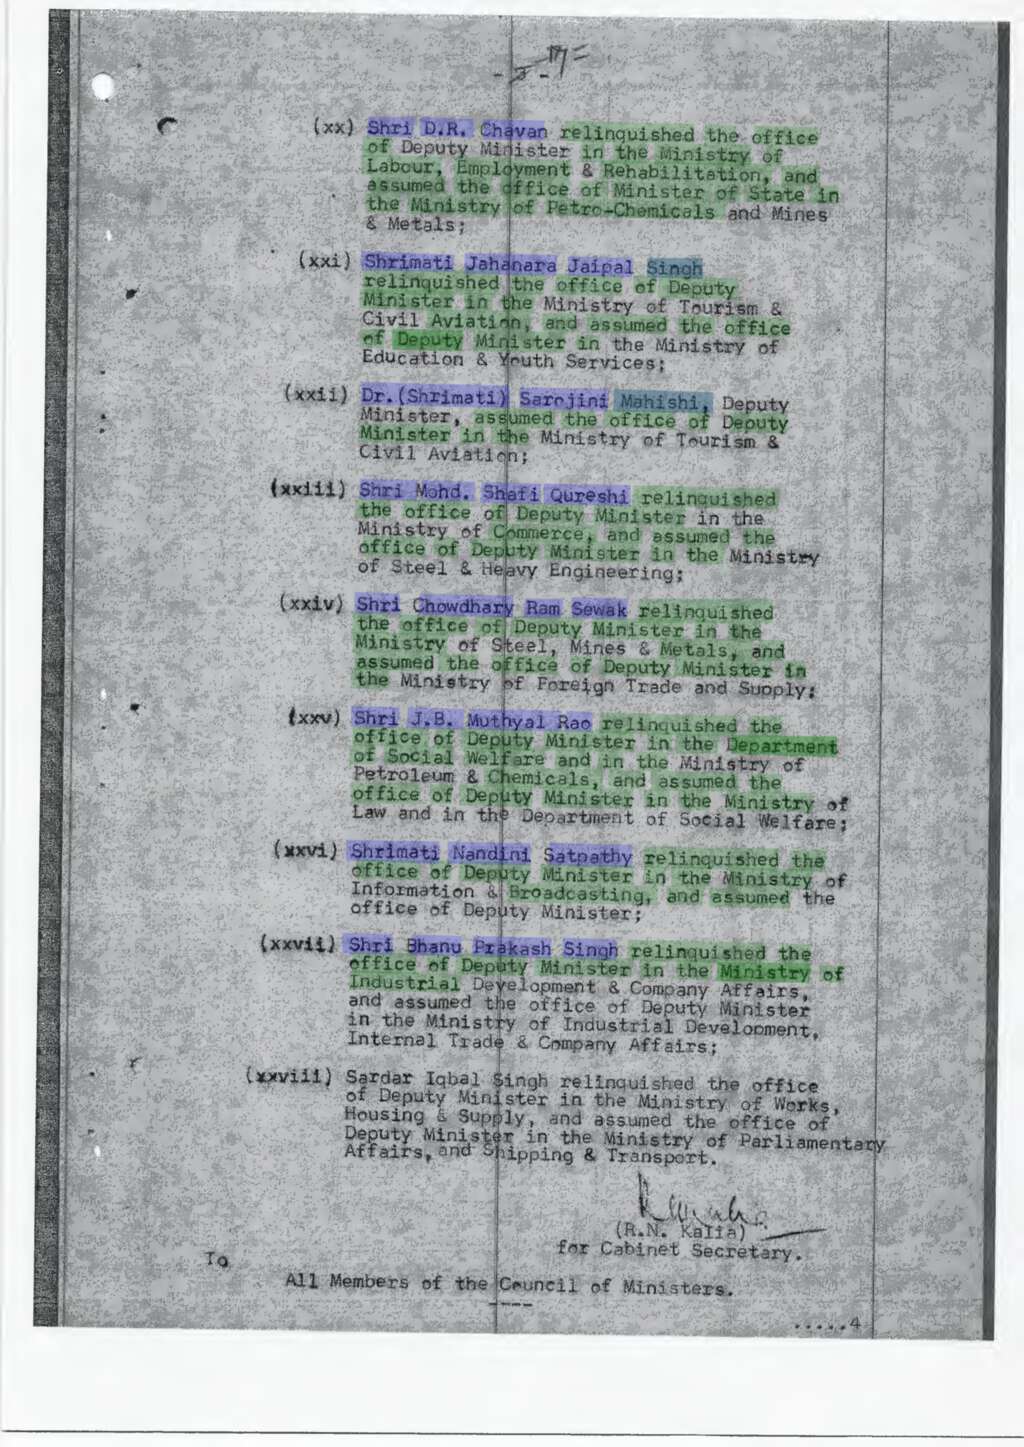 - 3 -
17=
(xx) Shri D.R. Chavan relinquished the office
of Deputy Minister in the Ministry of
Labour, Employment & Rehabilitation, and
assumed the office of Minister of State in
the Ministry of Petro-Chemicals and Mines
& Metals;
(xxi) Shrimati Jahanara Jaipal Singh
relinquished the office of Deputy
Minister in the Ministry of Tourism &
Civil Aviation, and assumed the office
of Deputy Minister in the Ministry of
Education & Youth Services;
(xxii) Dr.(Shrimati) Sarojini Mahishi, Deputy
Minister, assumed the office of Deputy
Minister in the Ministry of Tourism &
Civil Aviation;
(xxiii) Shri Mohd. Shafi Qureshi relinquished
the office of Deputy Minister in the
Ministry of Commerce, and assumed the
office of Deputy Minister in the Ministry
of Steel & Heavy Engineering;
(xxiv) Shri Chowdhary Ram Sewak relinquished
the office of Deputy Minister in the
Ministry of Steel, Mines & Metals, and
assumed the office of Deputy Minister in
the Ministry of Foreign Trade and Supply;
(xxv) Shri J.B. Muthyal Rao relinquished the
office of Deputy Minister in the Department
of Social Welfare and in the Ministry of
Petroleum & Chemicals, and assumed the
office of Deputy Minister in the Ministry of
Law and in the Department of Social Welfare;
(xxvi) Shrimati Nandini Satpathy relinquished the
office of Deputy Minister in the Ministry of
Information & Broadcasting, and assumed the
office of Deputy Minister;
(xxvii) Shri Bhanu Prakash Singh relinquished the
office of Deputy Minister in the Ministry of
Industrial Development & Company Affairs,
and assumed the office of Deputy Minister
in the Ministry of Industrial Development,
Internal Trade & Company Affairs;
(xxviii) Sardar Iqbal Singh relinquished the office
of Deputy Minister in the Ministry of Works,
Housing & Supply, and assumed the office of
Deputy Minister in the Ministry of Parliamentary
Affairs, and Shipping & Transport.
(R.N. Kalia)
for Cabinet Secretary.
To
All Members of the Council of Ministers.
----
.....4